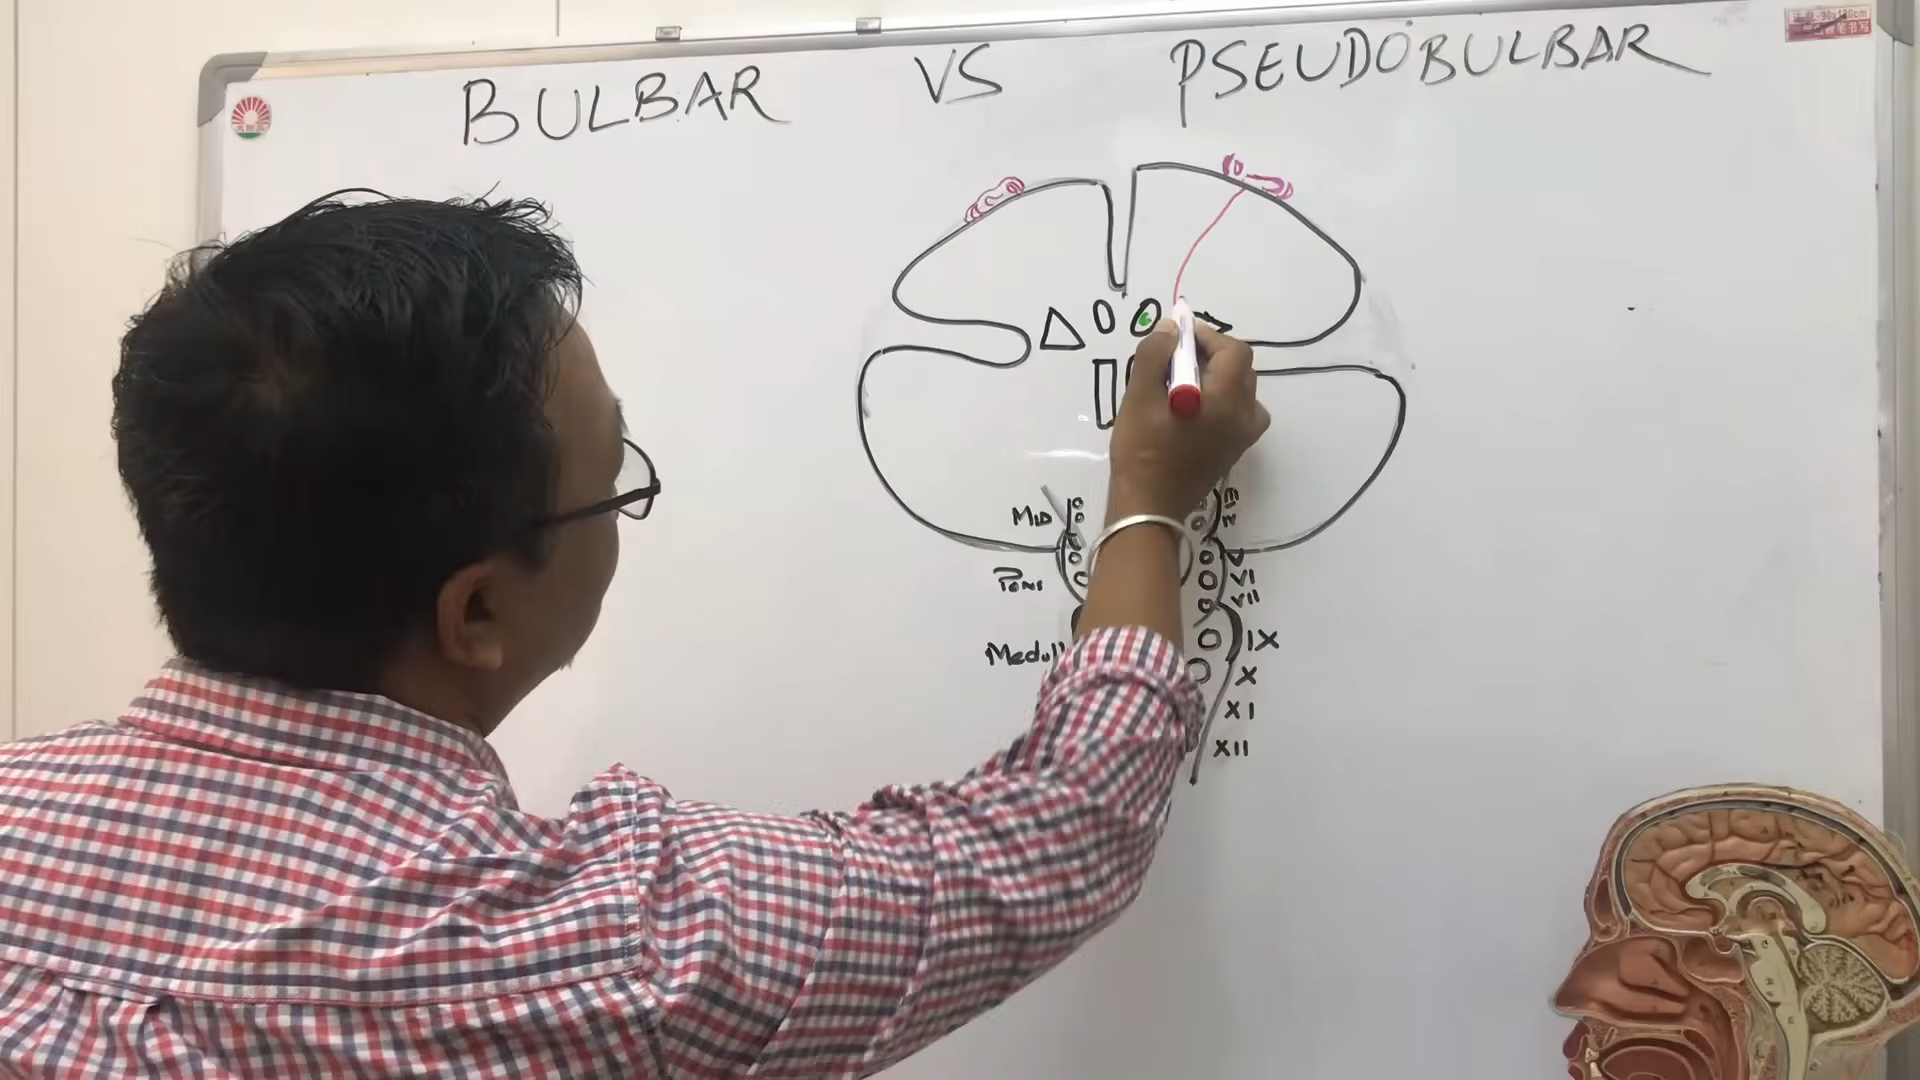 BULBAR VS PSEUDOBULBAR
MID
Pons
V
VI
VII
IX
Medull
X
XI
XII